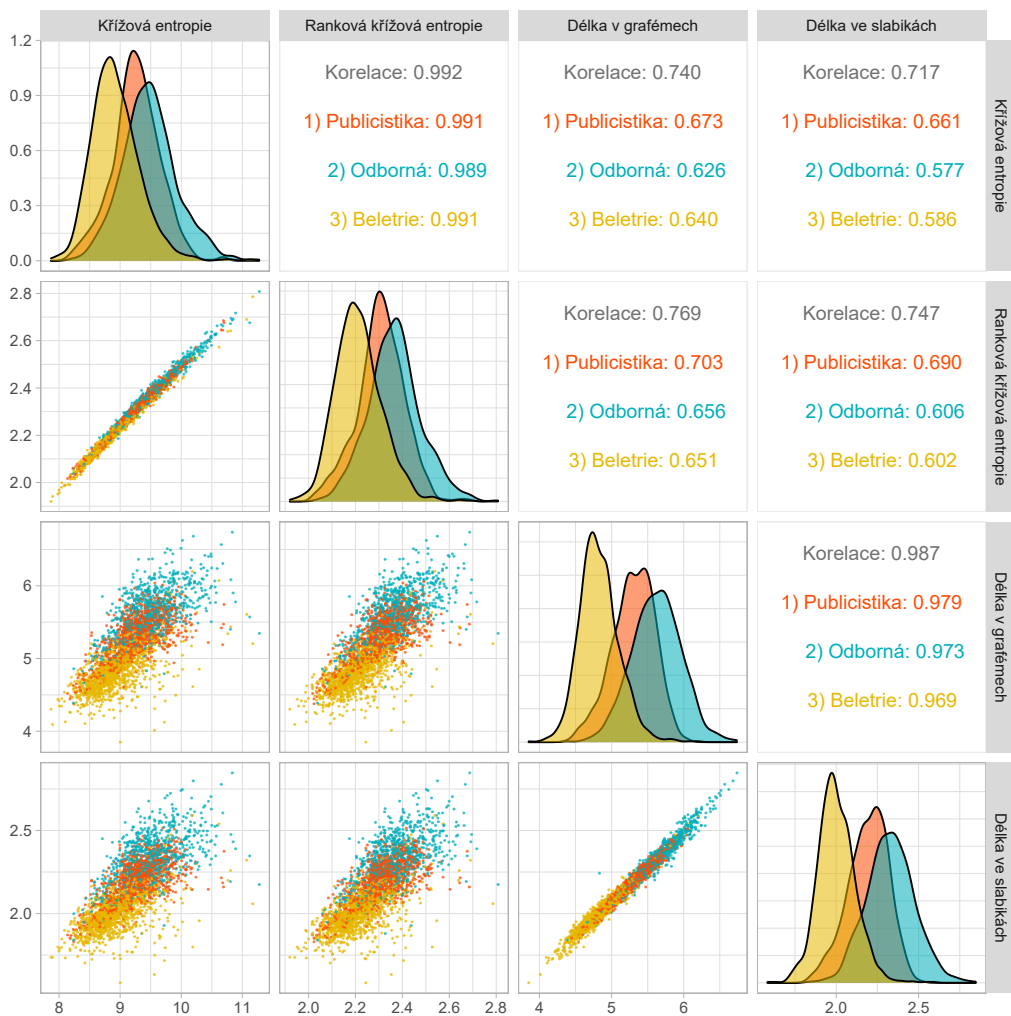 Křížová entropie
Ranková křížová entropie
Délka v grafémech
Délka ve slabikách
1.2
0.9
0.6
0.3
0.0
Korelace: 0.992
1) Publicistika: 0.991
2) Odborná: 0.989
3) Beletrie: 0.991
Korelace: 0.740
1) Publicistika: 0.673
2) Odborná: 0.626
3) Beletrie: 0.640
Korelace: 0.717
1) Publicistika: 0.661
2) Odborná: 0.577
3) Beletrie: 0.586
Křížová entropie
2.8
2.6
2.4
2.2
2.0
Korelace: 0.769
1) Publicistika: 0.703
2) Odborná: 0.656
3) Beletrie: 0.651
Korelace: 0.747
1) Publicistika: 0.690
2) Odborná: 0.606
3) Beletrie: 0.602
Ranková křížová entropie
6
5
4
Korelace: 0.987
1) Publicistika: 0.979
2) Odborná: 0.973
3) Beletrie: 0.969
Délka v grafémech
2.5
2.0
Délka ve slabikách
8 9 10 11
2.0 2.2 2.4 2.6 2.8
4 5 6
2.0 2.5